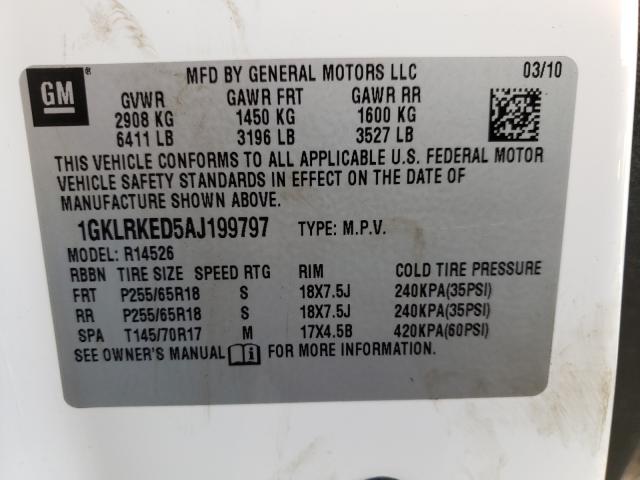 GM ®
MFD BY GENERAL MOTORS LLC 03/10
GVWR GAWR FRT GAWR RR
2908 KG 1450 KG 1600 KG
6411 LB 3196 LB 3527 LB
THIS VEHICLE CONFORMS TO ALL APPLICABLE U.S. FEDERAL MOTOR
VEHICLE SAFETY STANDARDS IN EFFECT ON THE DATE OF
MANUFACTURE SHOWN ABOVE.
1GKLRKED5AJ199797 TYPE: M.P.V.
MODEL: R14526
RBBN TIRE SIZE SPEED RTG RIM COLD TIRE PRESSURE
FRT P255/65R18 S 18X7.5J 240KPA(35PSI)
RR P255/65R18 S 18X7.5J 240KPA(35PSI)
SPA T145/70R17 M 17X4.5B 420KPA(60PSI)
SEE OWNER'S MANUAL FOR MORE INFORMATION.